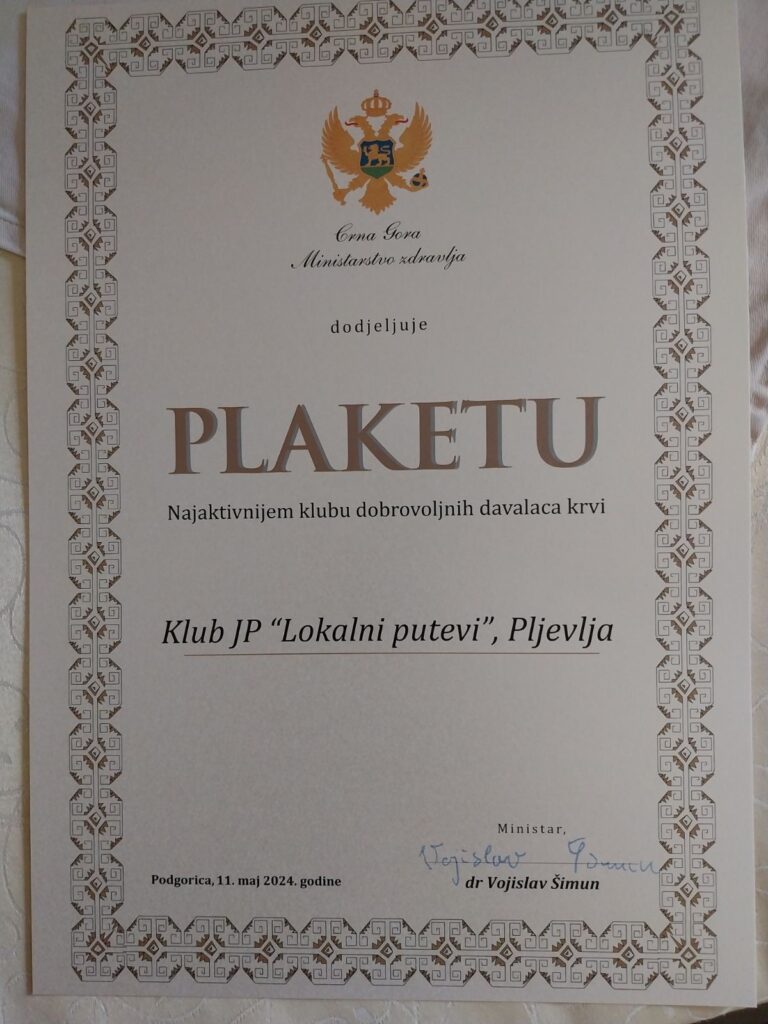 Crna Gora
Ministarstvo zdravlja
dodjeljuje
PLAKETU
Najaktivnijem klubu dobrovoljnih davalaca krvi
Klub JP “Lokalni putevi”, Pljevlja
Ministar,
Vojislav Šimun
Podgorica, 11. maj 2024. godine
dr Vojislav Šimun